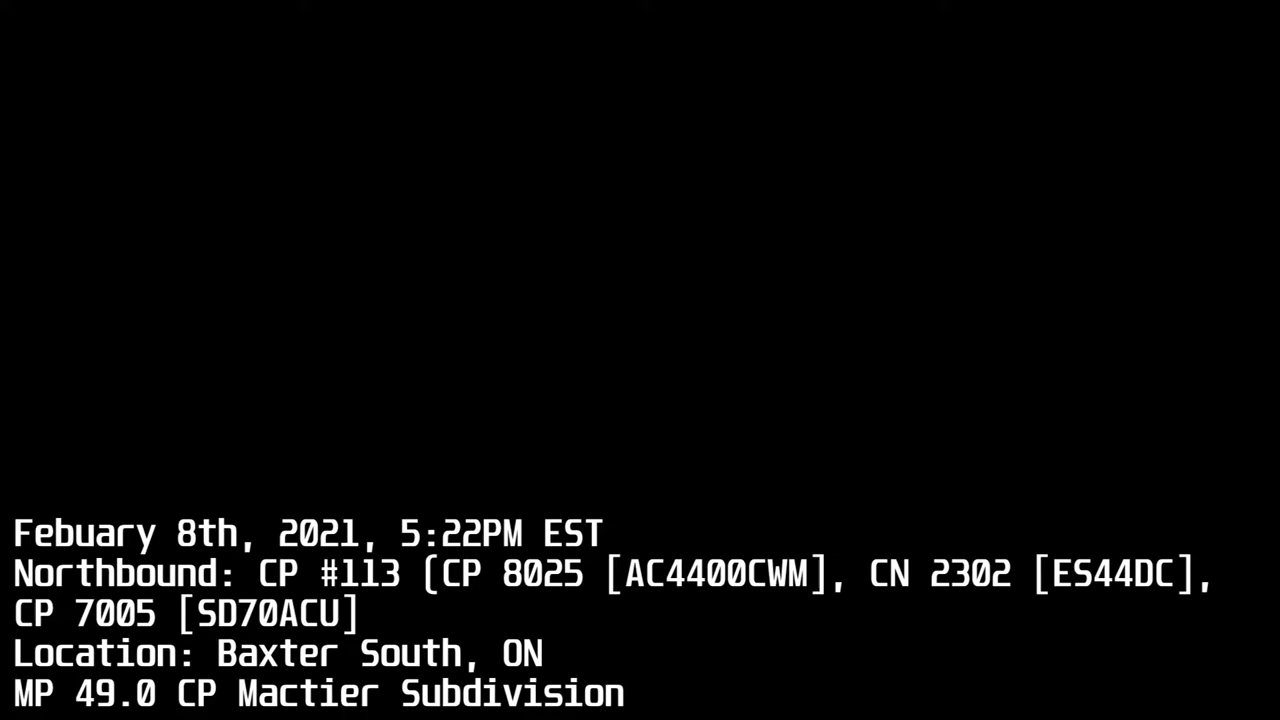 Febuary 8th, 2021, 5:22PM EST
Northbound: CP #113 (CP 8025 [AC4400CWM], CN 2302 [ES44DC],
CP 7005 [SD70ACU]
Location: Baxter South, ON
MP 49.0 CP Mactier Subdivision